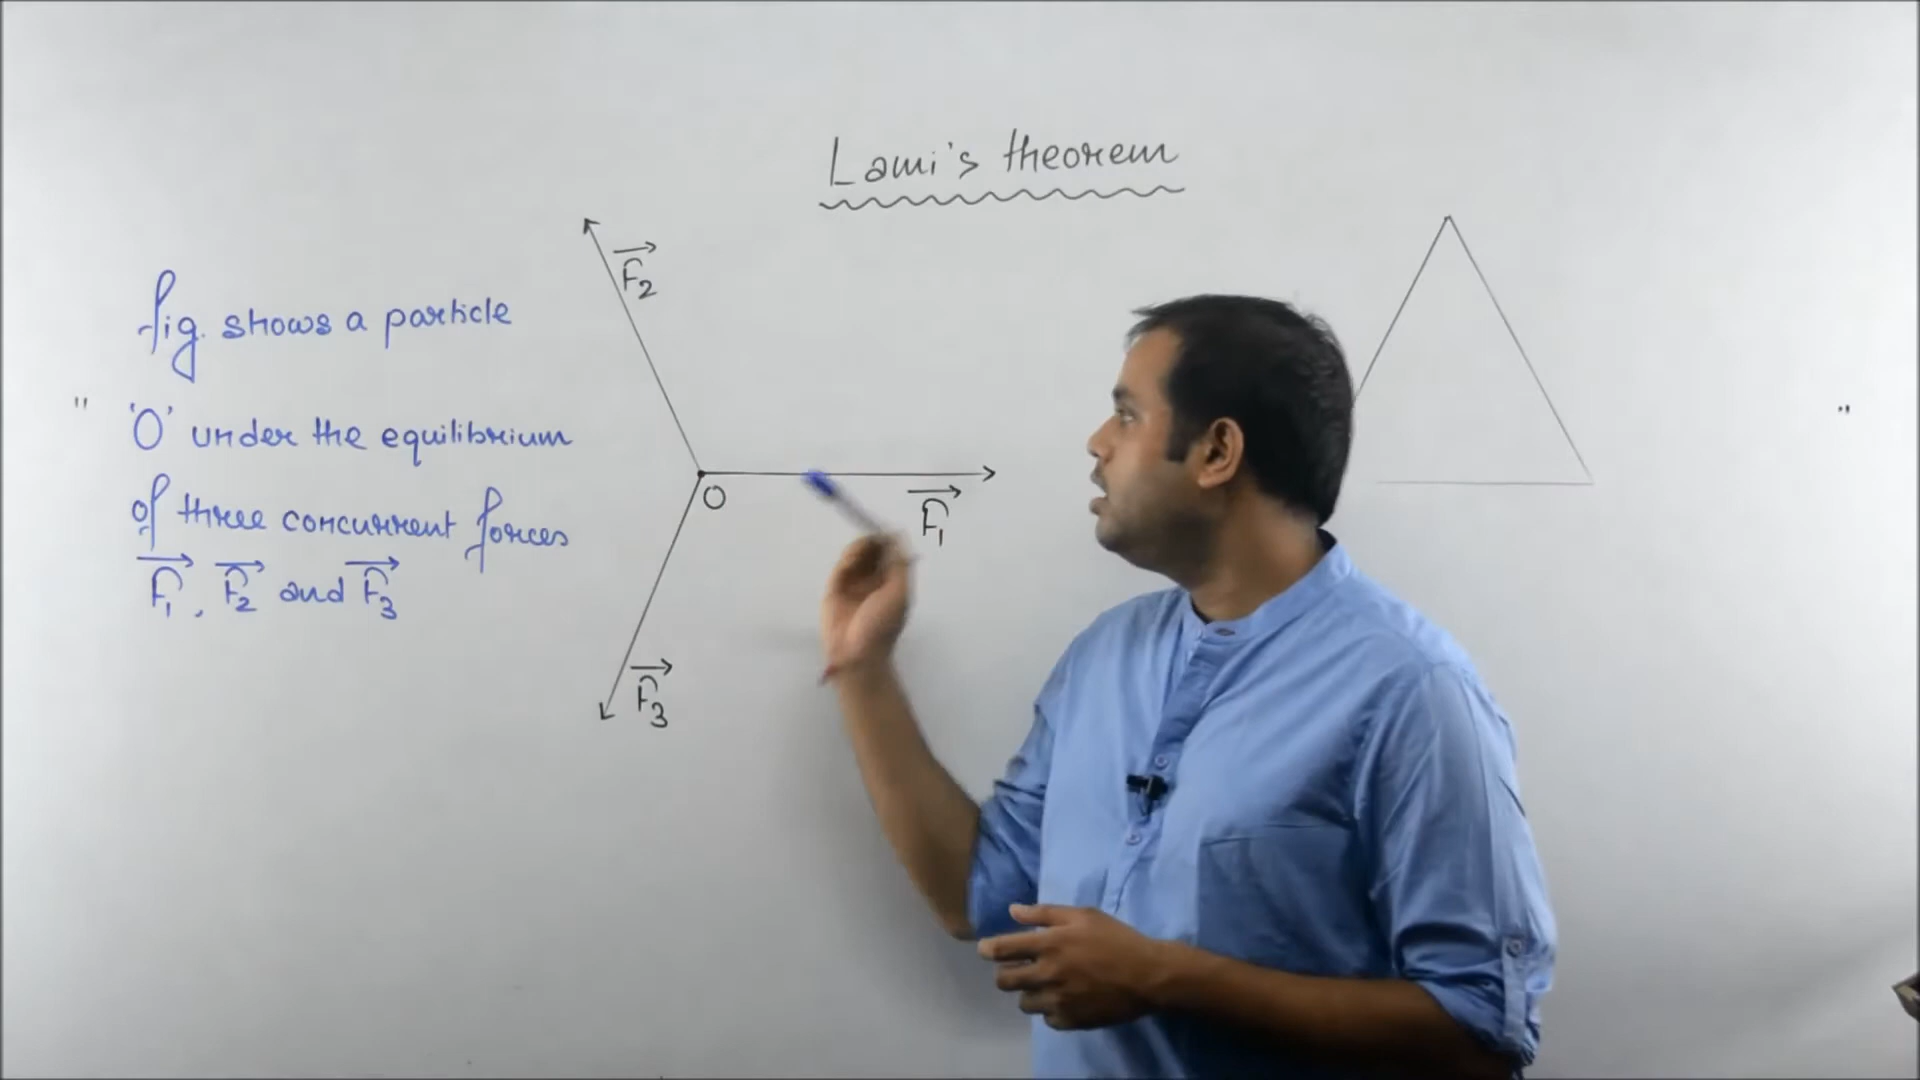 Lami's theorem
fig. shows a particle
" 'O' under the equilibrium "
of three concurrent forces
F₁, F₂ and F₃
F₂
O
F₁
F₃